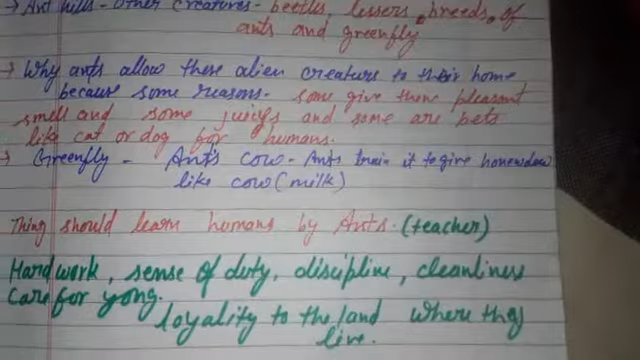 → Ant hills - other creatures - beetles, lessers breeds of
ants and greenfly
→ Why ants allow these alien creature to their home
because some reasons. some give them pleasant
smell and some juices and some are pets
like cat or dog for humans.
→ Greenfly - Ant's cow - Ants train it to give honeydew
like cow (milk)
Thing should learn humans by Ants. (teacher)
Hard work, sense of duty, discipline, cleanliness
Care for yong.
loyality to the land where they
live.